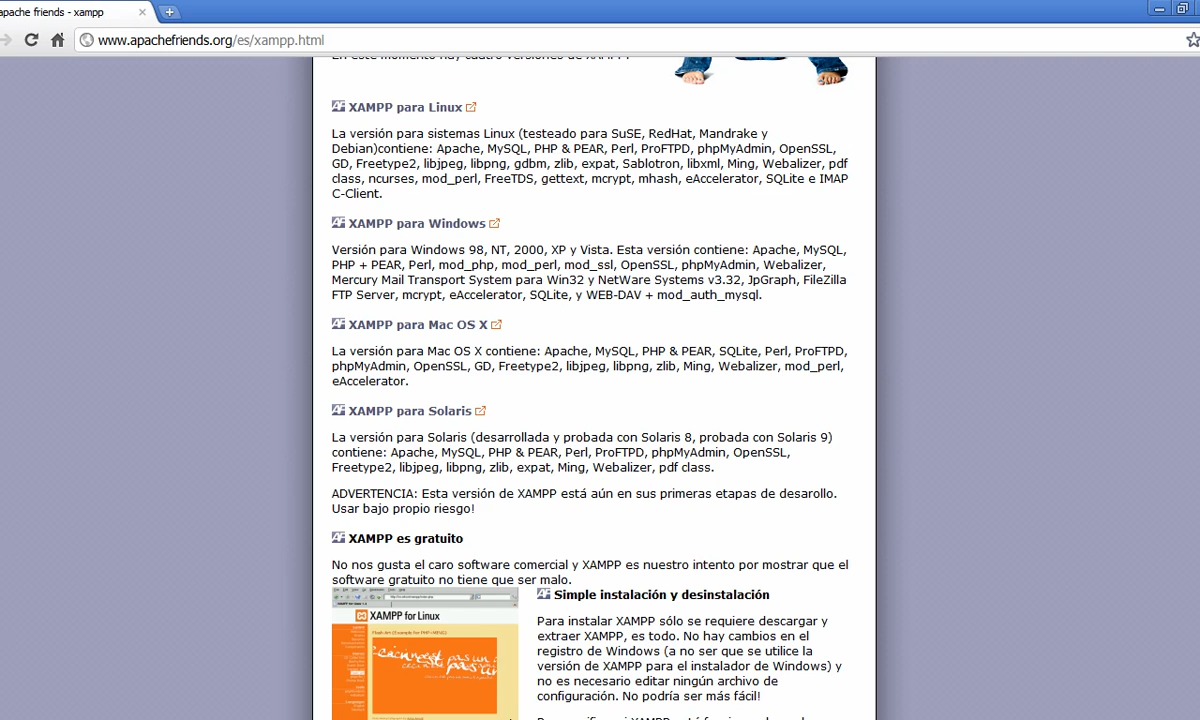 apache friends - xampp
www.apachefriends.org/es/xampp.html
En este momento hay cuatro versiones de XAMPP:
XAMPP para Linux
La versión para sistemas Linux (testeado para SuSE, RedHat, Mandrake y
Debian)contiene: Apache, MySQL, PHP & PEAR, Perl, ProFTPD, phpMyAdmin, OpenSSL,
GD, Freetype2, libjpeg, libpng, gdbm, zlib, expat, Sablotron, libxml, Ming, Webalizer, pdf
class, ncurses, mod_perl, FreeTDS, gettext, mcrypt, mhash, eAccelerator, SQLite e IMAP
C-Client.
XAMPP para Windows
Versión para Windows 98, NT, 2000, XP y Vista. Esta versión contiene: Apache, MySQL,
PHP + PEAR, Perl, mod_php, mod_perl, mod_ssl, OpenSSL, phpMyAdmin, Webalizer,
Mercury Mail Transport System para Win32 y NetWare Systems v3.32, JpGraph, FileZilla
FTP Server, mcrypt, eAccelerator, SQLite, y WEB-DAV + mod_auth_mysql.
XAMPP para Mac OS X
La versión para Mac OS X contiene: Apache, MySQL, PHP & PEAR, SQLite, Perl, ProFTPD,
phpMyAdmin, OpenSSL, GD, Freetype2, libjpeg, libpng, zlib, Ming, Webalizer, mod_perl,
eAccelerator.
XAMPP para Solaris
La versión para Solaris (desarrollada y probada con Solaris 8, probada con Solaris 9)
contiene: Apache, MySQL, PHP & PEAR, Perl, ProFTPD, phpMyAdmin, OpenSSL,
Freetype2, libjpeg, libpng, zlib, expat, Ming, Webalizer, pdf class.
ADVERTENCIA: Esta versión de XAMPP está aún en sus primeras etapas de desarollo.
Usar bajo propio riesgo!
XAMPP es gratuito
No nos gusta el caro software comercial y XAMPP es nuestro intento por mostrar que el
software gratuito no tiene que ser malo.
XAMPP for Linux
Simple instalación y desinstalación
Para instalar XAMPP sólo se requiere descargar y
extraer XAMPP, es todo. No hay cambios en el
registro de Windows (a no ser que se utilice la
versión de XAMPP para el instalador de Windows) y
no es necesario editar ningún archivo de
configuración. No podría ser más fácil!